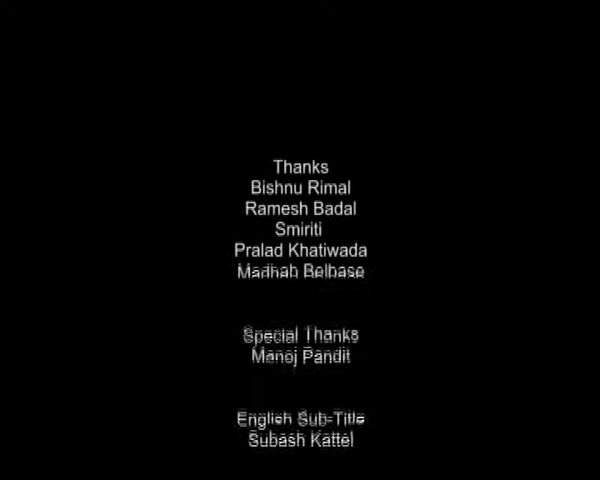 Thanks
Bishnu Rimal
Ramesh Badal
Smiriti
Pralad Khatiwada
Madhab Belbase
Special Thanks
Manoj Pandit
English Sub-Title
Subash Kattel